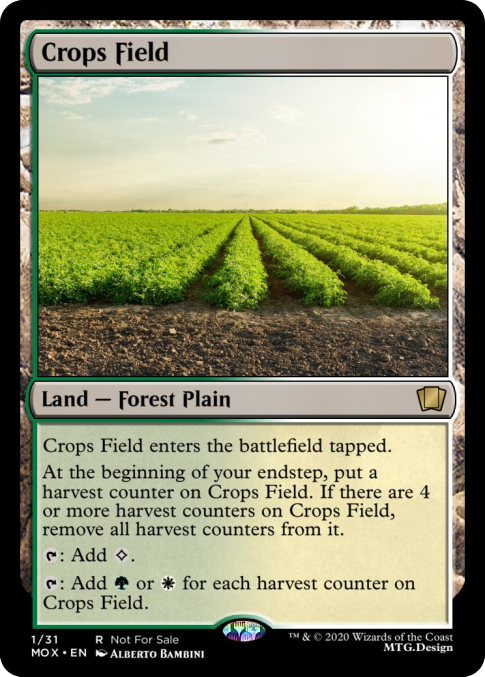 Crops Field
Land — Forest Plain
Crops Field enters the battlefield tapped.
At the beginning of your endstep, put a
harvest counter on Crops Field. If there are 4
or more harvest counters on Crops Field,
remove all harvest counters from it.
: Add .
: Add or for each harvest counter on
Crops Field.
1/31 R Not For Sale
MOX • EN Alberto Bambini
™ & © 2020 Wizards of the Coast
MTG.Design